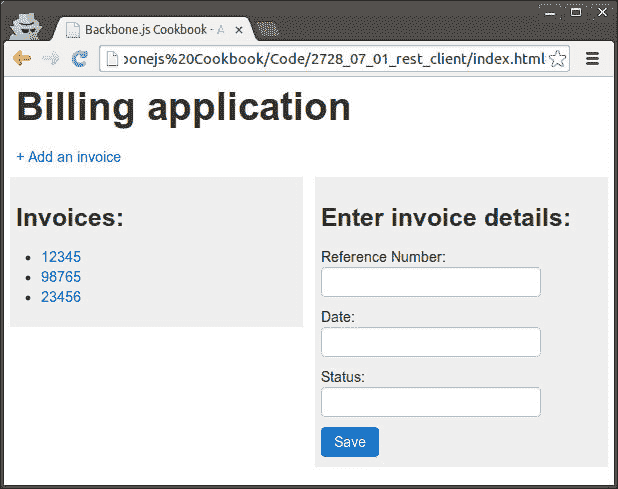 Backbone.js Cookbook - A
onejs%20Cookbook/Code/2728_07_01_rest_client/index.html
Billing application
+ Add an invoice
Invoices:
12345
98765
23456
Enter invoice details:
Reference Number:
Date:
Status:
Save